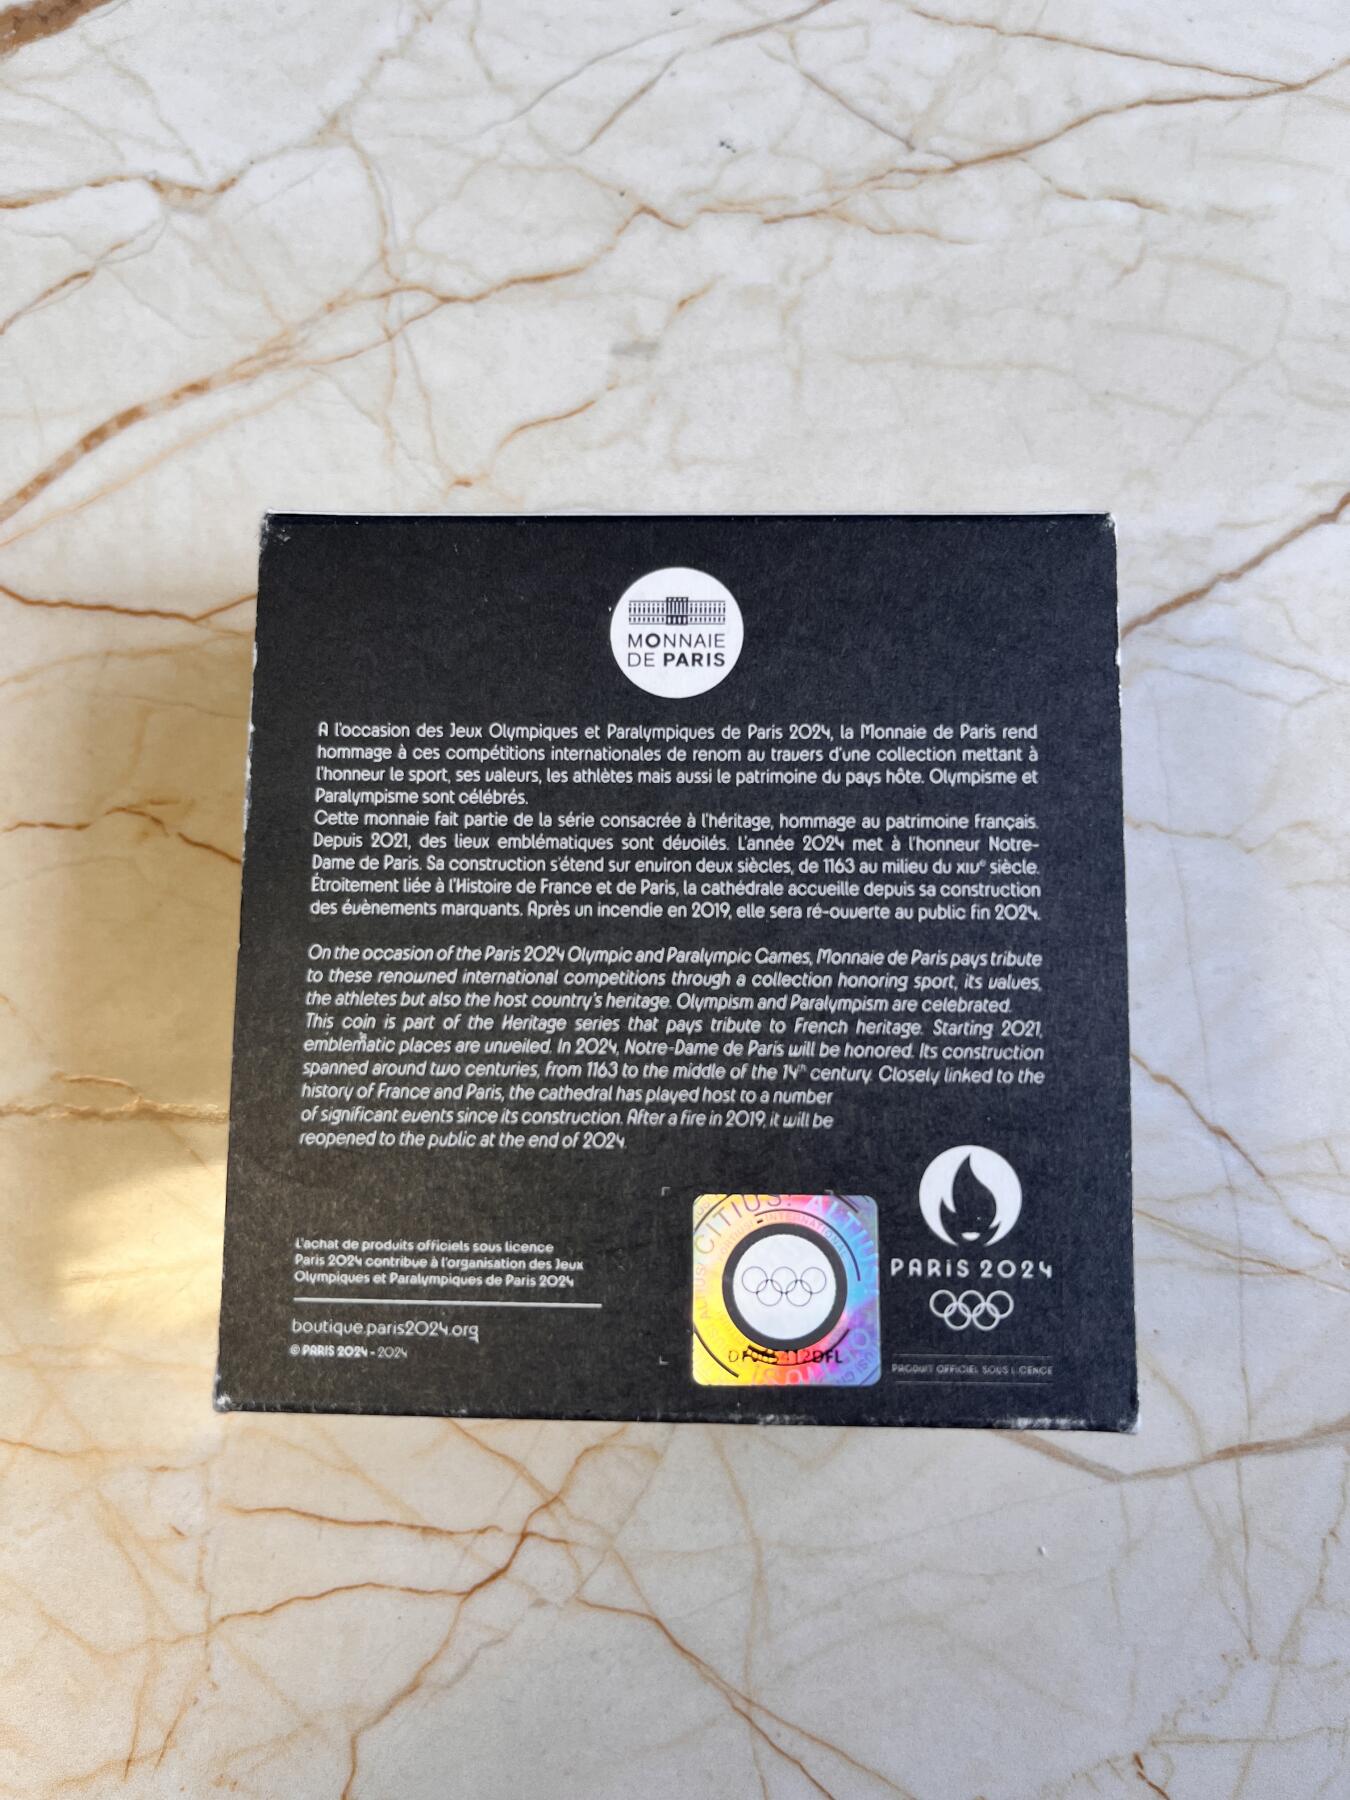 MONNAIE
DE PARIS
A l'occasion des Jeux Olympiques et Paralympiques de Paris 2024, la Monnaie de Paris rend
hommage à ces compétitions internationales de renom au travers d'une collection mettant à
l'honneur le sport, ses valeurs, les athlètes mais aussi le patrimoine du pays hôte. Olympisme et
Paralympisme sont célébrés.
Cette monnaie fait partie de la série consacrée à l'héritage, hommage au patrimoine français.
Depuis 2021, des lieux emblématiques sont dévoilés. L'année 2024 met à l'honneur Notre-
Dame de Paris. Sa construction s'étend sur environ deux siècles, de 1163 au milieu du XIVe siècle.
Étroitement liée à l'Histoire de France et de Paris, la cathédrale accueille depuis sa construction
des évènements marquants. Après un incendie en 2019, elle sera ré-ouverte au public fin 2024.
On the occasion of the Paris 2024 Olympic and Paralympic Games, Monnaie de Paris pays tribute
to these renowned international competitions through a collection honoring sport, its values,
the athletes but also the host country's heritage. Olympism and Paralympism are celebrated.
This coin is part of the Heritage series that pays tribute to French heritage. Starting 2021,
emblematic places are unveiled. In 2024, Notre-Dame de Paris will be honored. Its construction
spanned around two centuries, from 1163 to the middle of the 14th century. Closely linked to the
history of France and Paris, the cathedral has played host to a number
of significant events since its construction. After a fire in 2019, it will be
reopened to the public at the end of 2024.
L'achat de produits officiels sous licence
Paris 2024 contribue à l'organisation des Jeux
Olympiques et Paralympiques de Paris 2024
boutique.paris2024.org
© PARIS 2024 - 2024
CITIUS. ALTIUS
PARIS 2024
PRODUIT OFFICIEL SOUS LICENCE